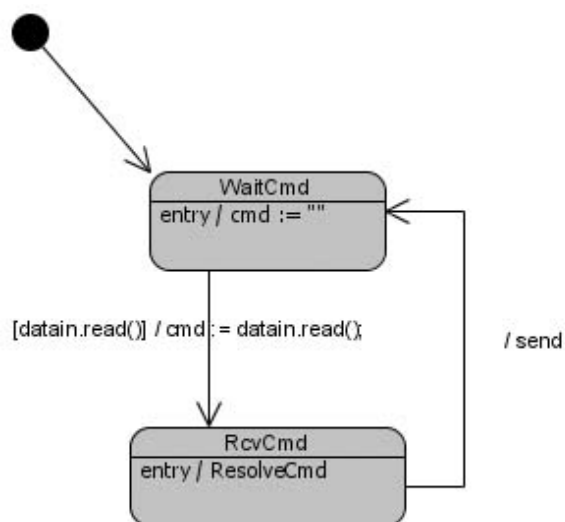 WaitCmd
entry / cmd := ""
[datain.read()] / cmd := datain.read();
/ send
RcvCmd
entry / ResolveCmd